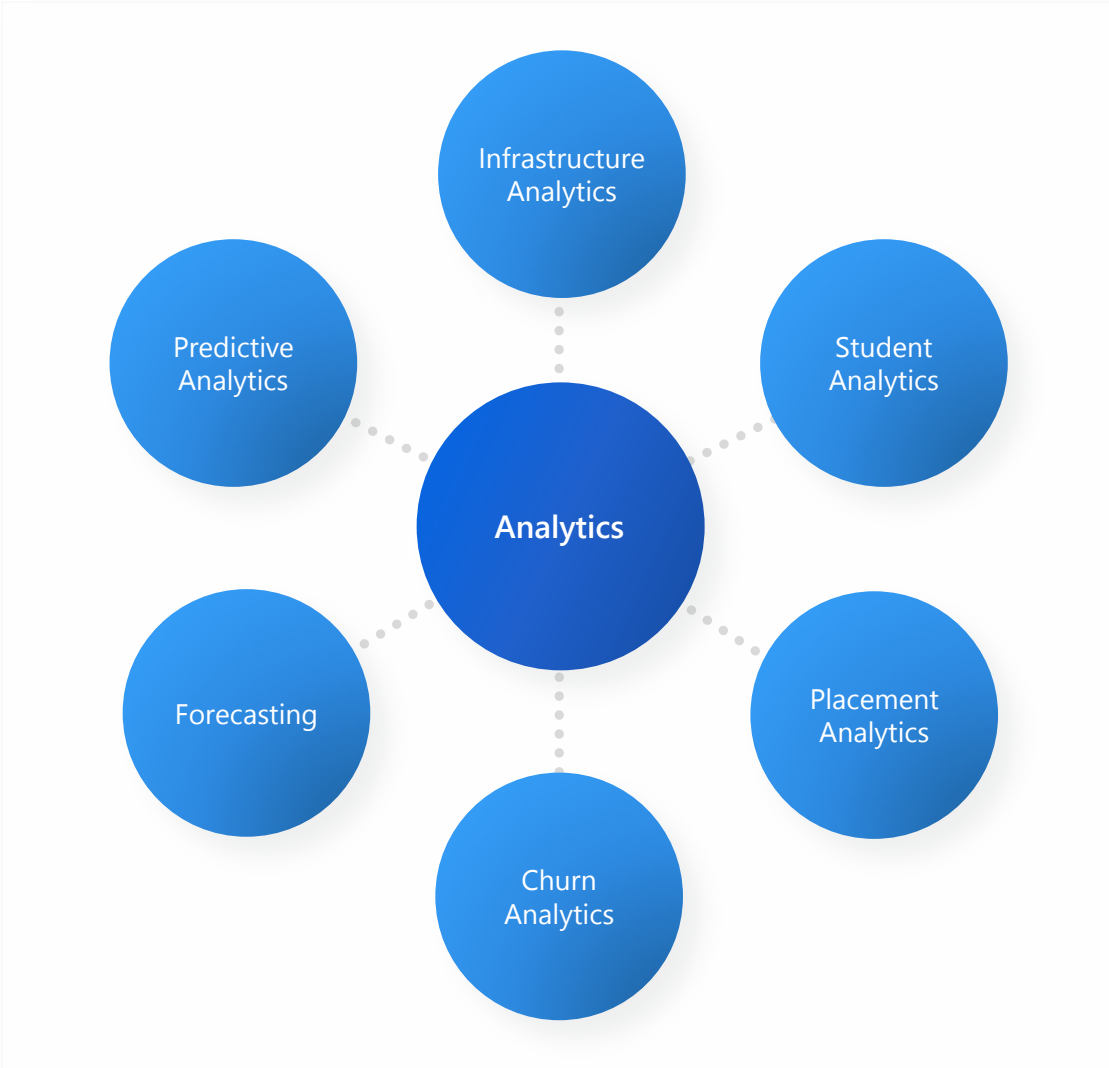 Infrastructure
Analytics
Predictive
Analytics
Student
Analytics
Analytics
Forecasting
Placement
Analytics
Churn
Analytics